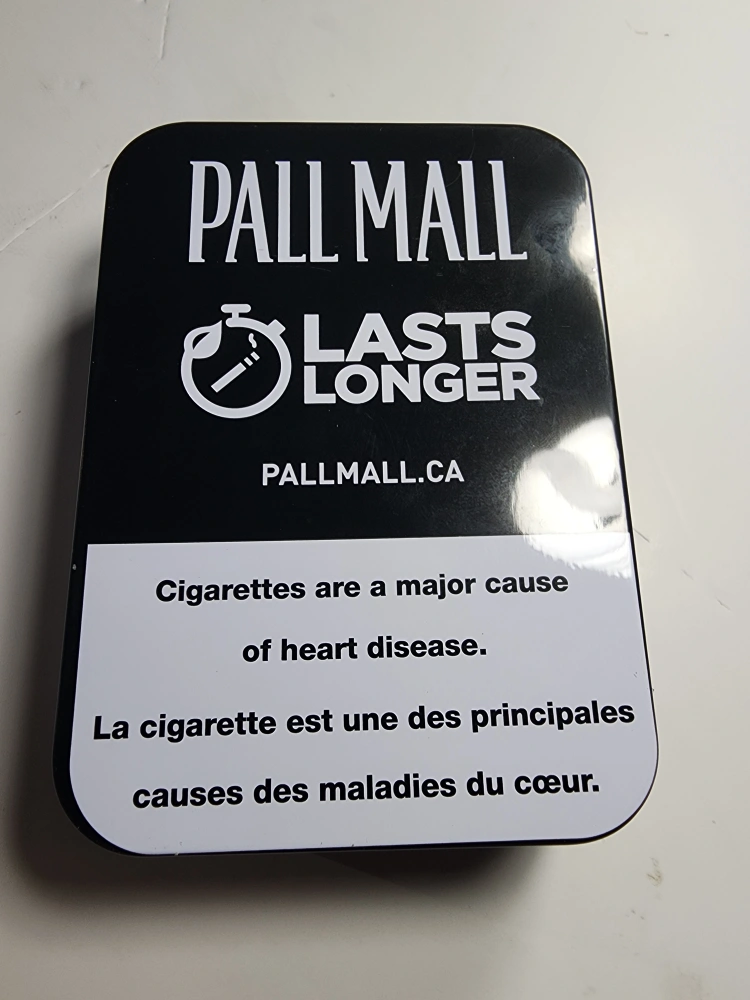 PALL MALL
LASTS
LONGER
PALLMALL.CA
Cigarettes are a major cause
of heart disease.
La cigarette est une des principales
causes des maladies du cœur.